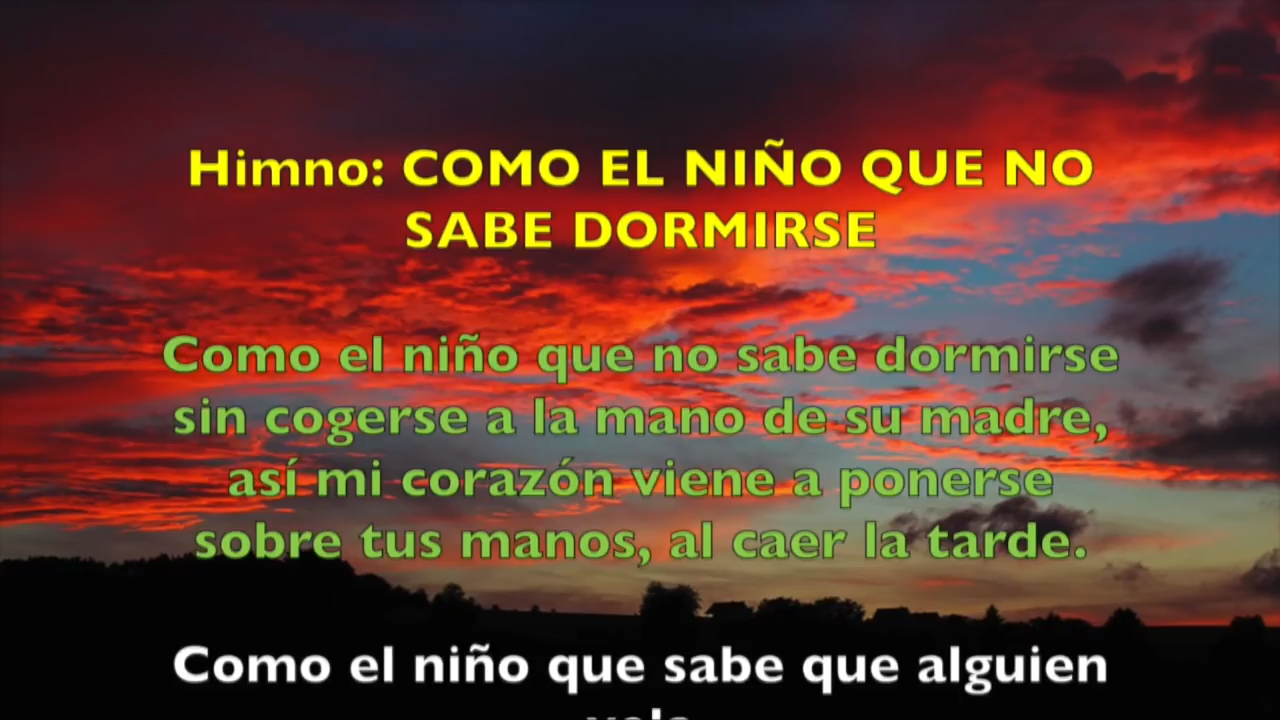 Himno: COMO EL NIÑO QUE NO
SABE DORMIRSE
Como el niño que no sabe dormirse
sin cogerse a la mano de su madre,
así mi corazón viene a ponerse
sobre tus manos, al caer la tarde.
Como el niño que sabe que alguien